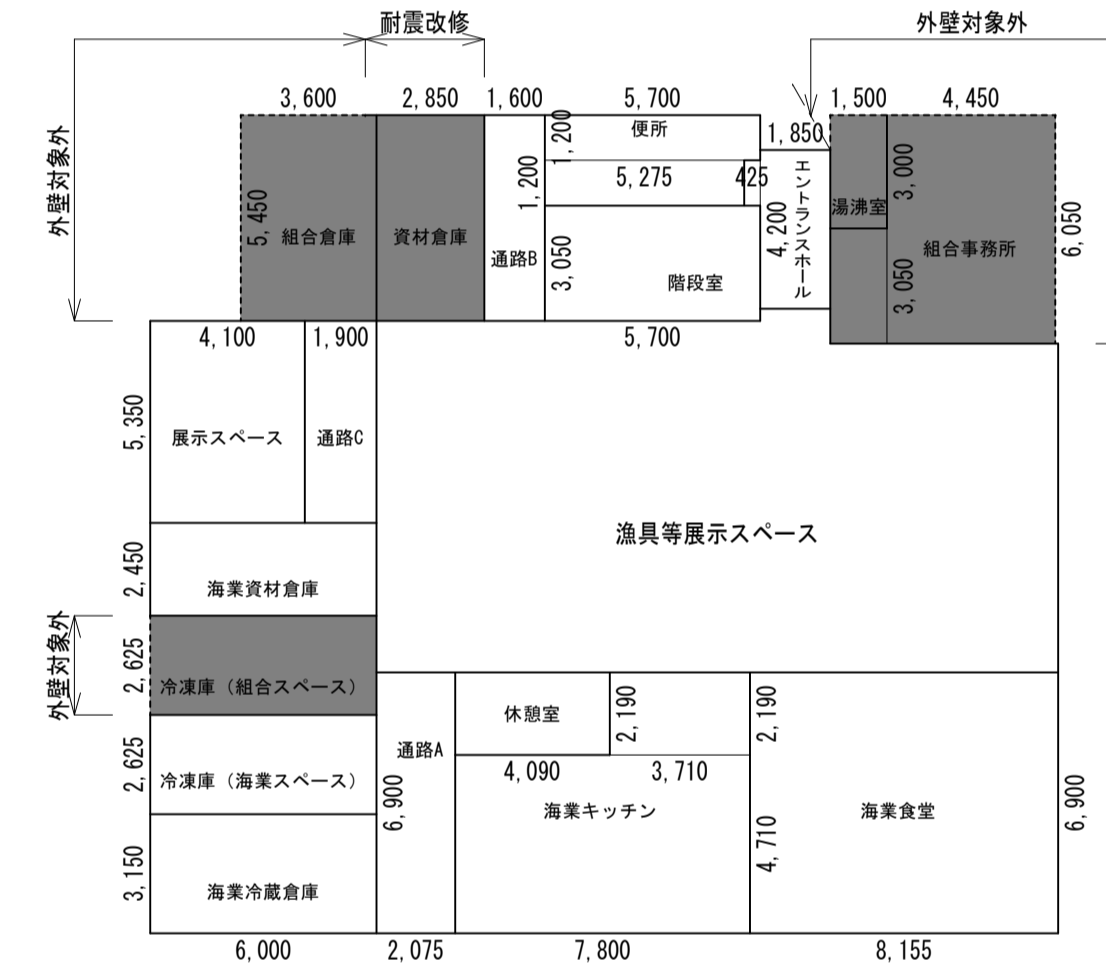 耐震改修
外壁対象外
3,600
2,850
1,600
5,700
1,500
4,450
外壁対象外
5,450
組合倉庫
資材倉庫
1,200
便所
1,850
1,200
5,275
425
エントランスホール
4,200
湯沸室
3,000
組合事務所
6,050
通路B
3,050
階段室
3,050
4,100
1,900
5,700
5,350
展示スペース
通路C
漁具等展示スペース
2,450
海業資材倉庫
外壁対象外
2,625
冷凍庫（組合スペース）
2,625
冷凍庫（海業スペース）
通路A
休憩室
2,190
2,190
4,090
3,710
6,900
海業キッチン
4,710
海業食堂
6,900
3,150
海業冷蔵倉庫
6,000
2,075
7,800
8,155